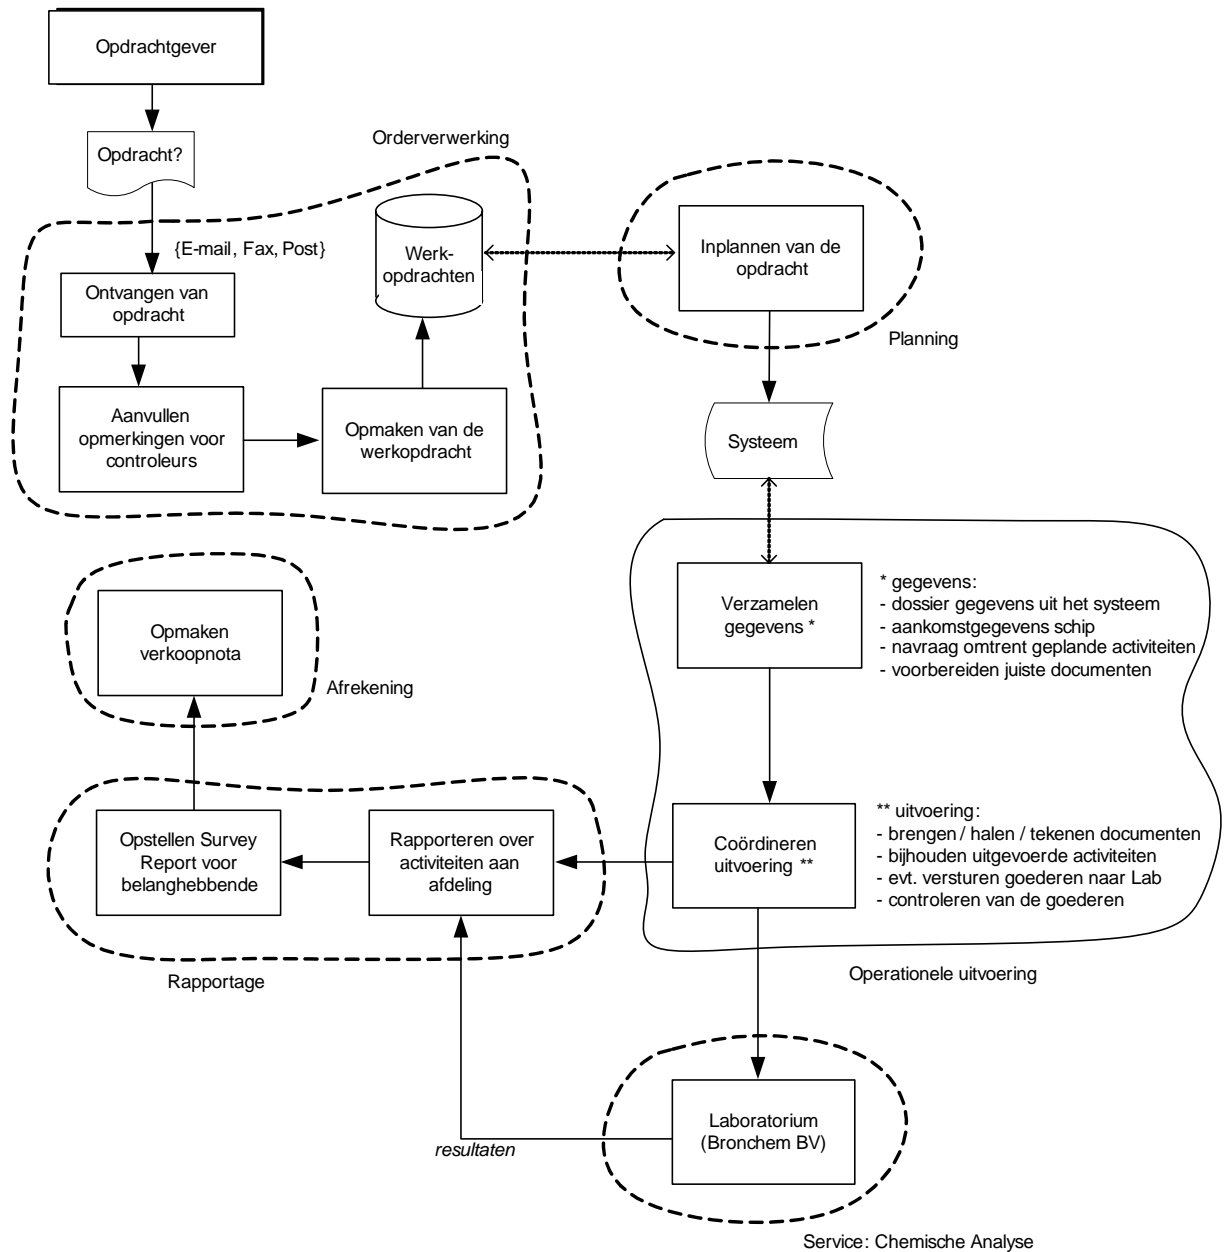 Opdrachtgever
Opdracht?
Orderverwerking
{E-mail, Fax, Post}
Ontvangen van
opdracht
Aanvullen
opmerkingen voor
controleurs
Opmaken van de
werkopdracht
Werk-
opdrachten
Inplannen van de
opdracht
Planning
Systeem
Verzamelen
gegevens *
* gegevens:
- dossier gegevens uit het systeem
- aankomstgegevens schip
- navraag omtrent geplande activiteiten
- voorbereiden juiste documenten
Coördineren
uitvoering **
** uitvoering:
- brengen / halen / tekenen documenten
- bijhouden uitgevoerde activiteiten
- evt. versturen goederen naar Lab
- controleren van de goederen
Operationele uitvoering
Opmaken
verkoopnota
Afrekening
Opstellen Survey
Report voor
belanghebbende
Rapporteren over
activiteiten aan
afdeling
Rapportage
Laboratorium
(Bronchem BV)
resultaten
Service: Chemische Analyse